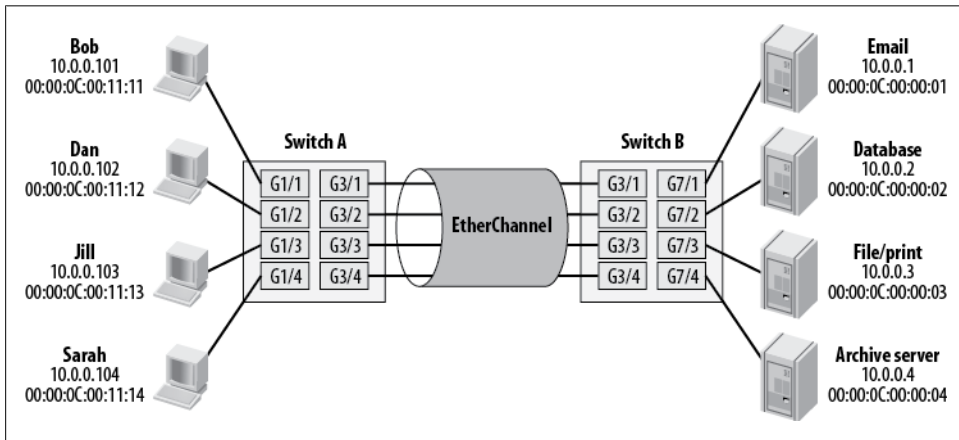 Bob
10.0.0.101
00:00:0C:00:11:11
Dan
10.0.0.102
00:00:0C:00:11:12
Jill
10.0.0.103
00:00:0C:00:11:13
Sarah
10.0.0.104
00:00:0C:00:11:14
Switch A
G1/1 G3/1
G1/2 G3/2
G1/3 G3/3
G1/4 G3/4
EtherChannel
Switch B
G3/1 G7/1
G3/2 G7/2
G3/3 G7/3
G3/4 G7/4
Email
10.0.0.1
00:00:0C:00:00:01
Database
10.0.0.2
00:00:0C:00:00:02
File/print
10.0.0.3
00:00:0C:00:00:03
Archive server
10.0.0.4
00:00:0C:00:00:04